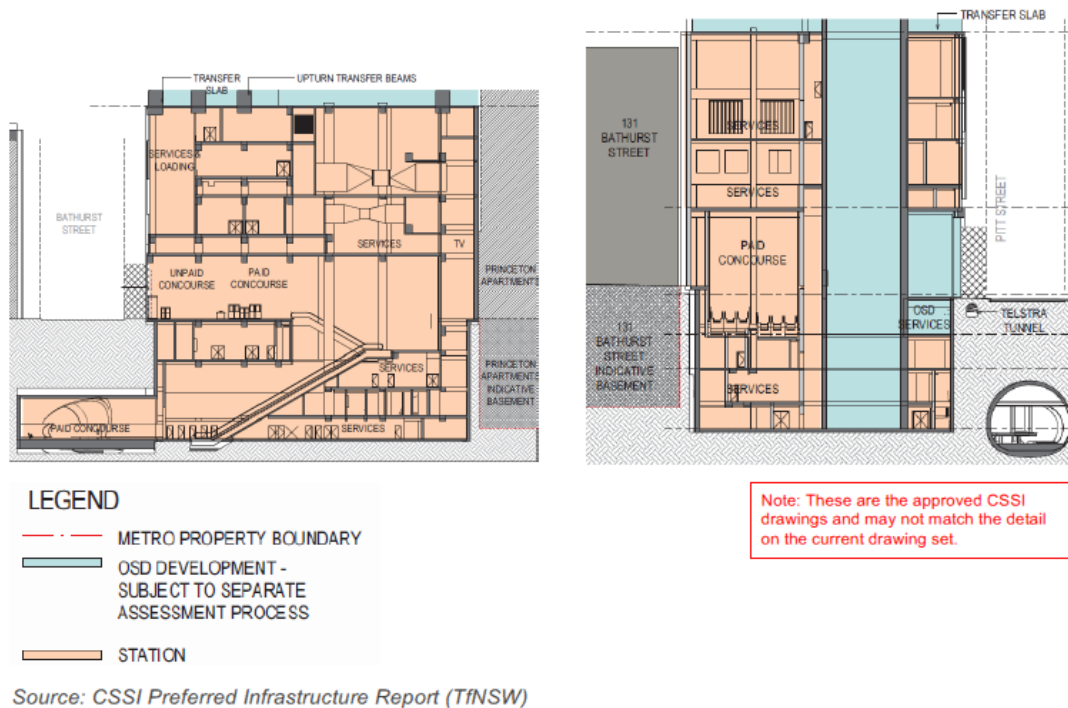 TRANSFER
SLAB
UPTURN TRANSFER BEAMS
SERVICES &
LOADING
BATHURST
STREET
SERVICES
TV
UNPAID
CONCOURSE
PAID
CONCOURSE
PRINCETON
APARTMENTS
PRINCETON
APARTMENTS
INDICATIVE
BASEMENT
SERVICES
PAID CONCOURSE
SERVICES
TRANSFER SLAB
131
BATHURST
STREET
SERVICES
SERVICES
PITT STREET
PAID
CONCOURSE
OSD
SERVICES
TELSTRA
TUNNEL
131
BATHURST
STREET
INDICATIVE
BASEMENT
SERVICES
LEGEND
METRO PROPERTY BOUNDARY
OSD DEVELOPMENT -
SUBJECT TO SEPARATE
ASSESSMENT PROCESS
STATION
Note: These are the approved CSSI
drawings and may not match the detail
on the current drawing set.
Source: CSSI Preferred Infrastructure Report (TfNSW)